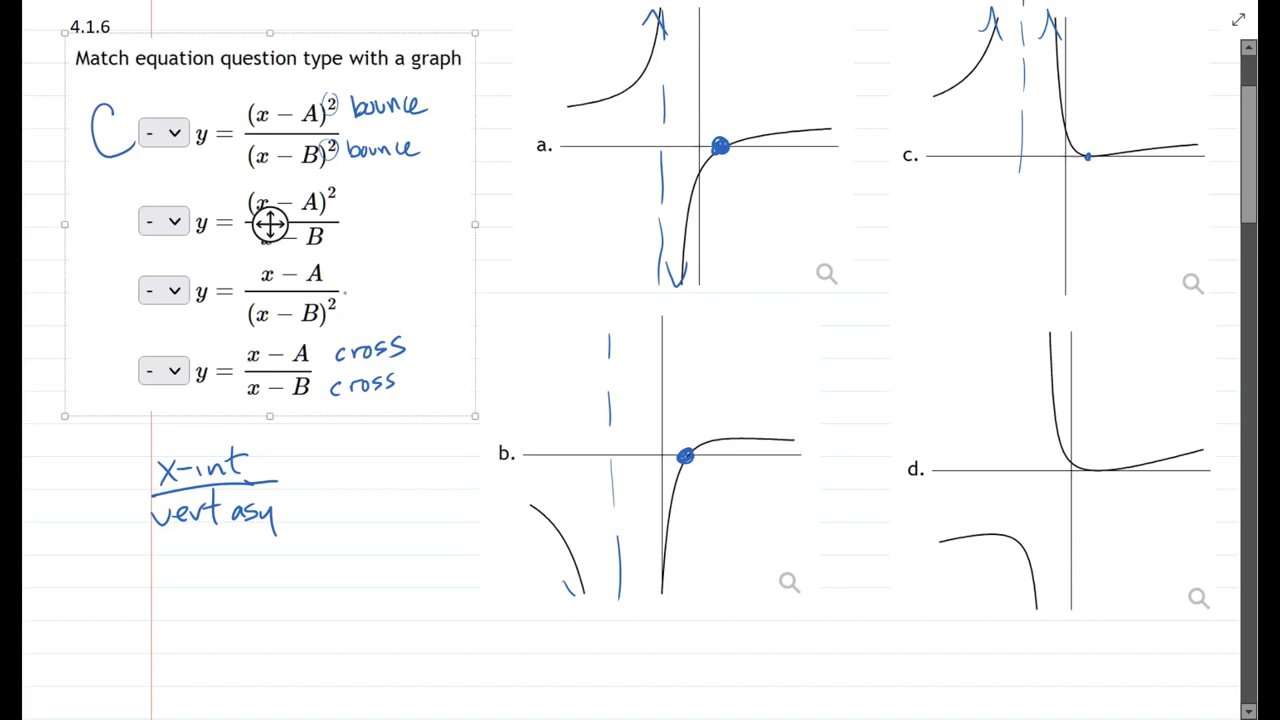 4.1.6
Match equation question type with a graph
C - y = (x − A)² / (x − B)² bounce bounce
- y = (x − A)² / x − B
- y = x − A / (x − B)²
- y = x − A / x − B cross cross
x-int
vert asy
a.
c.
b.
d.